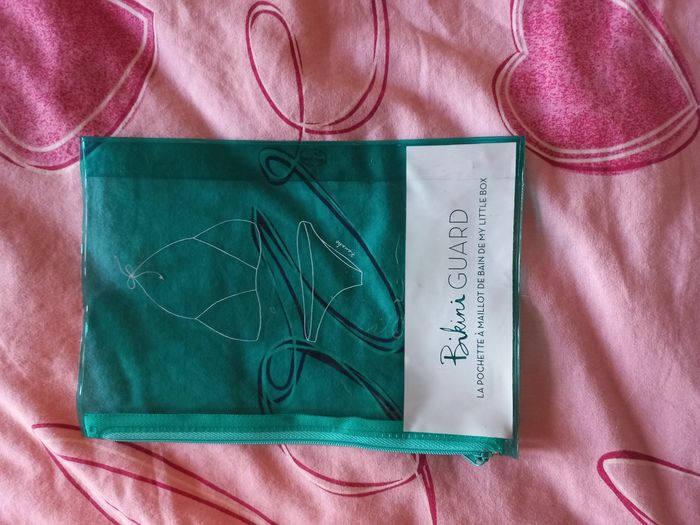 Bikini GUARD
LA POCHETTE À MAILLOT DE BAIN DE MY LITTLE BOX